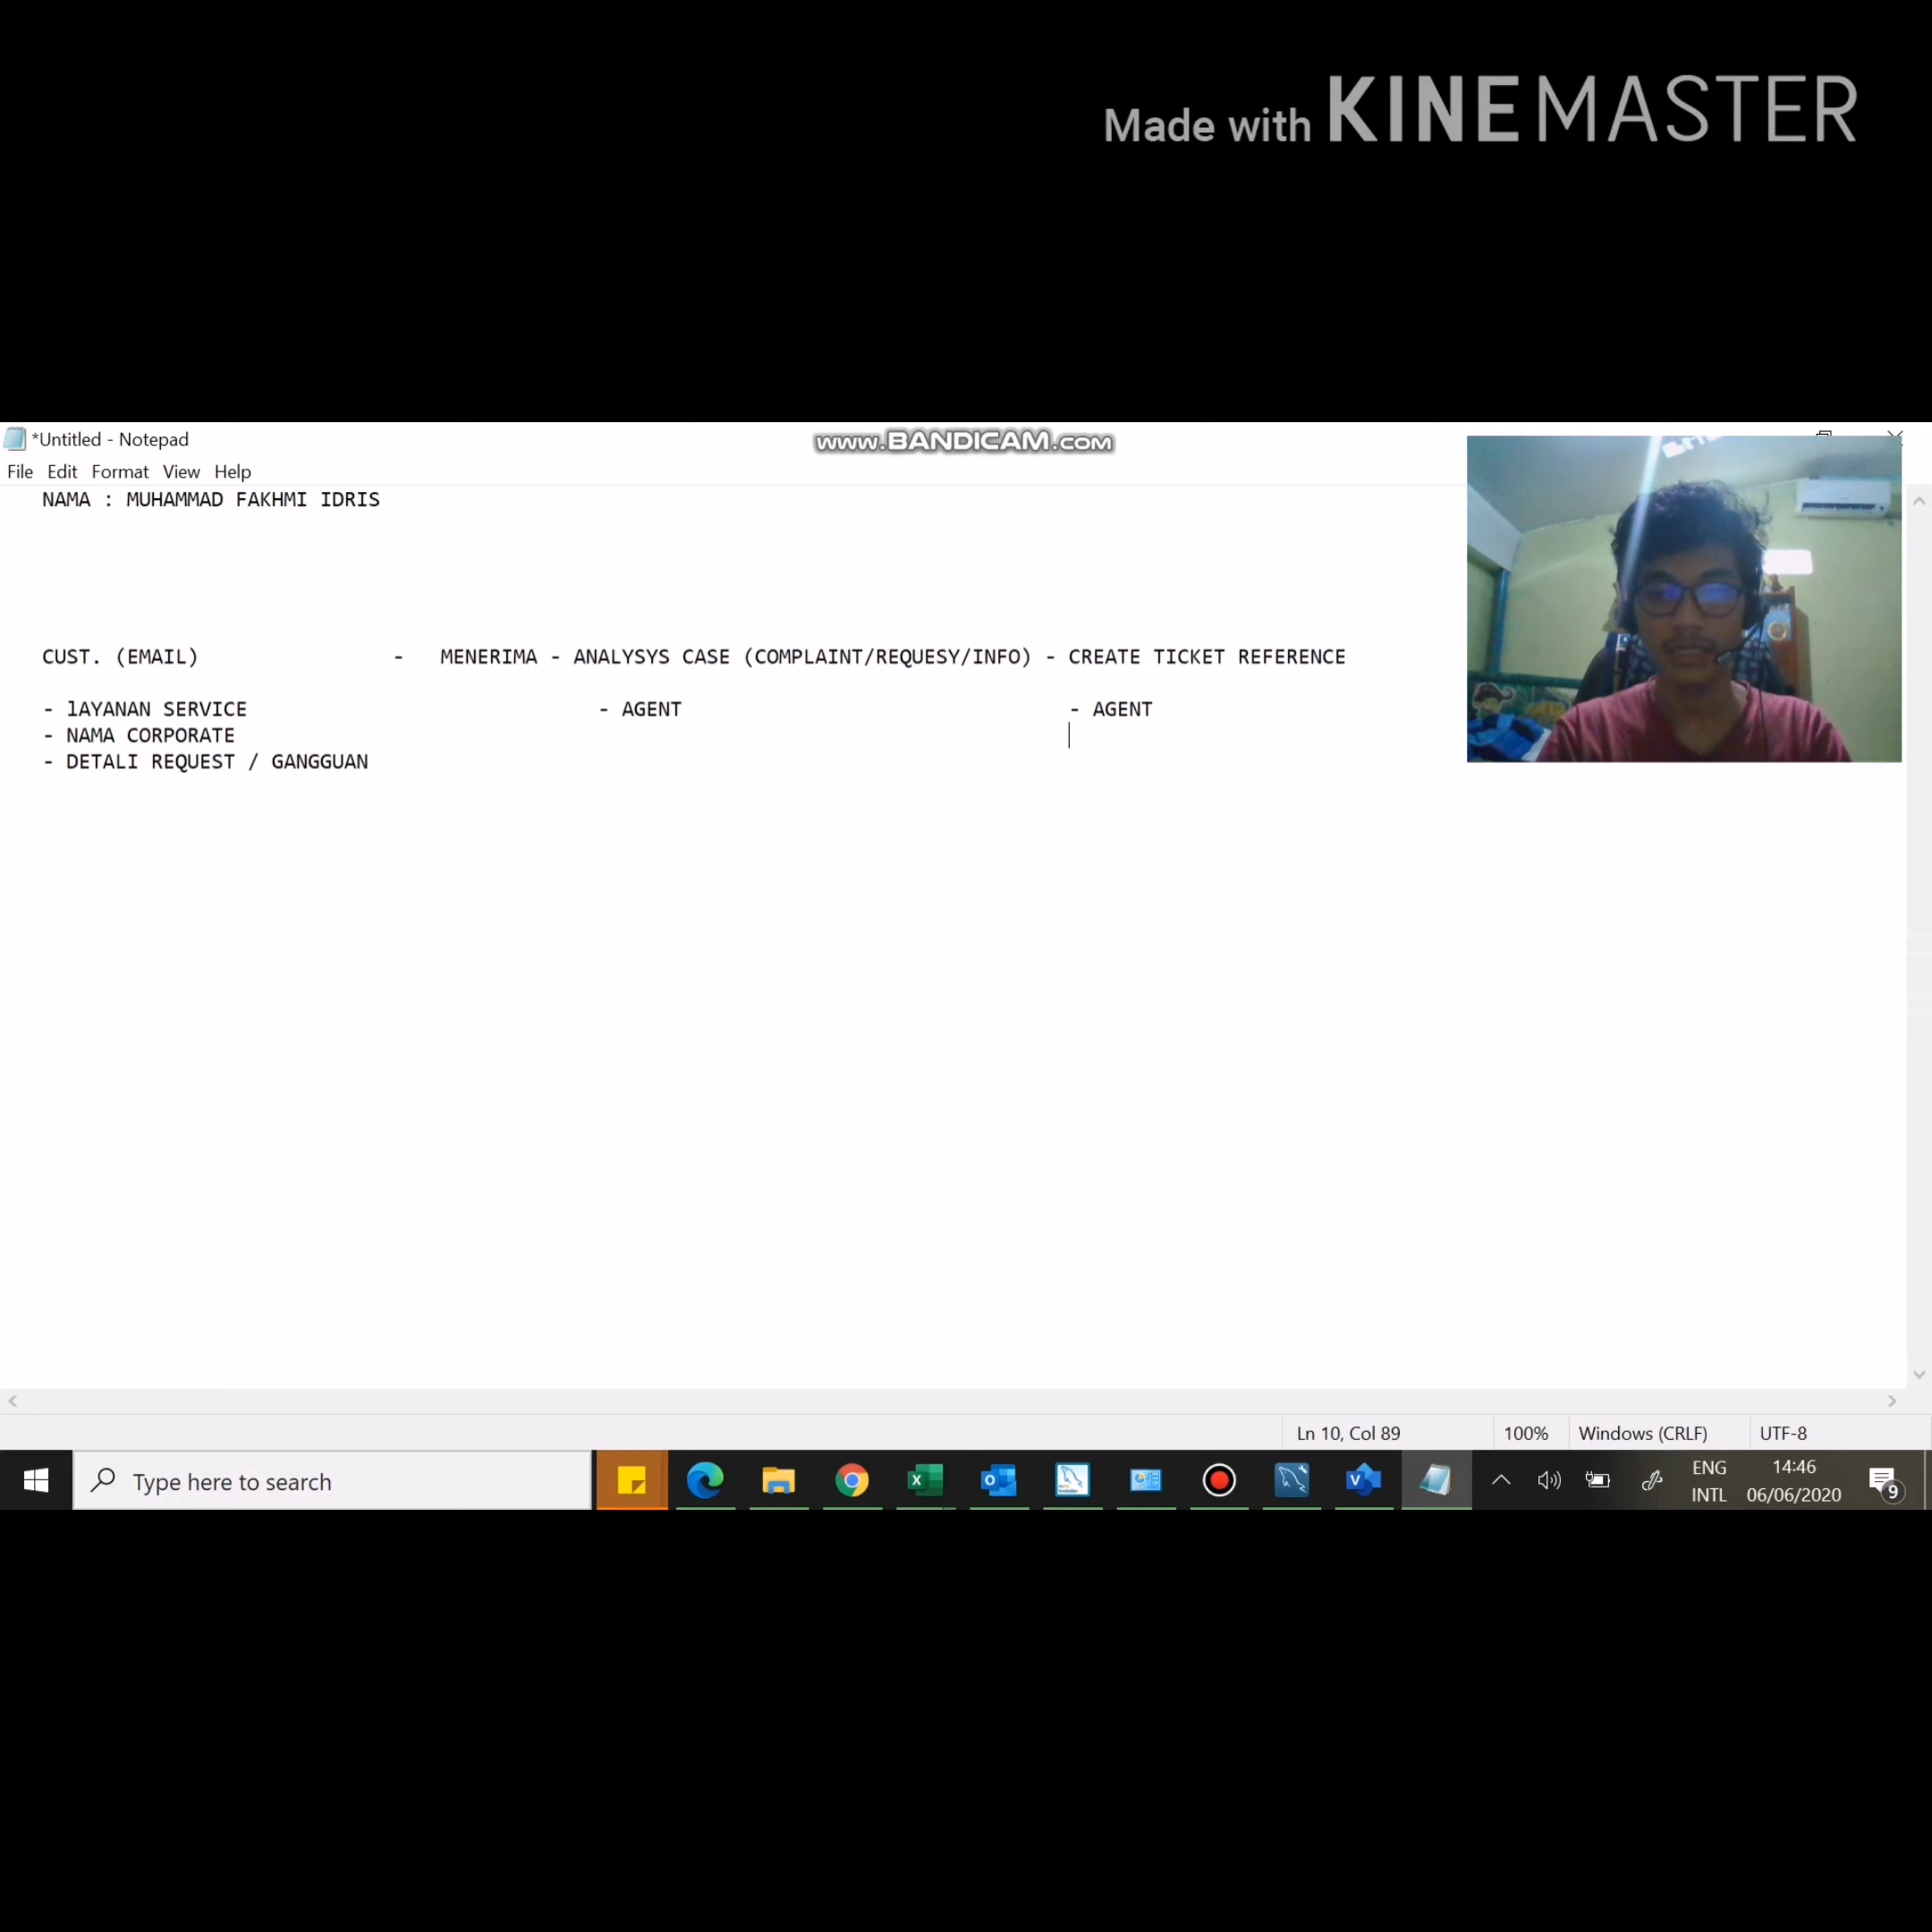 Made with KINEMASTER
*Untitled - Notepad
www.BANDICAM.com
File Edit Format View Help
NAMA : MUHAMMAD FAKHMI IDRIS
CUST. (EMAIL) - MENERIMA - ANALYSYS CASE (COMPLAINT/REQUESY/INFO) - CREATE TICKET REFERENCE
- lAYANAN SERVICE - AGENT - AGENT
- NAMA CORPORATE
- DETALI REQUEST / GANGGUAN
Ln 10, Col 89 100% Windows (CRLF) UTF-8
Type here to search
ENG
INTL
14:46
06/06/2020
9